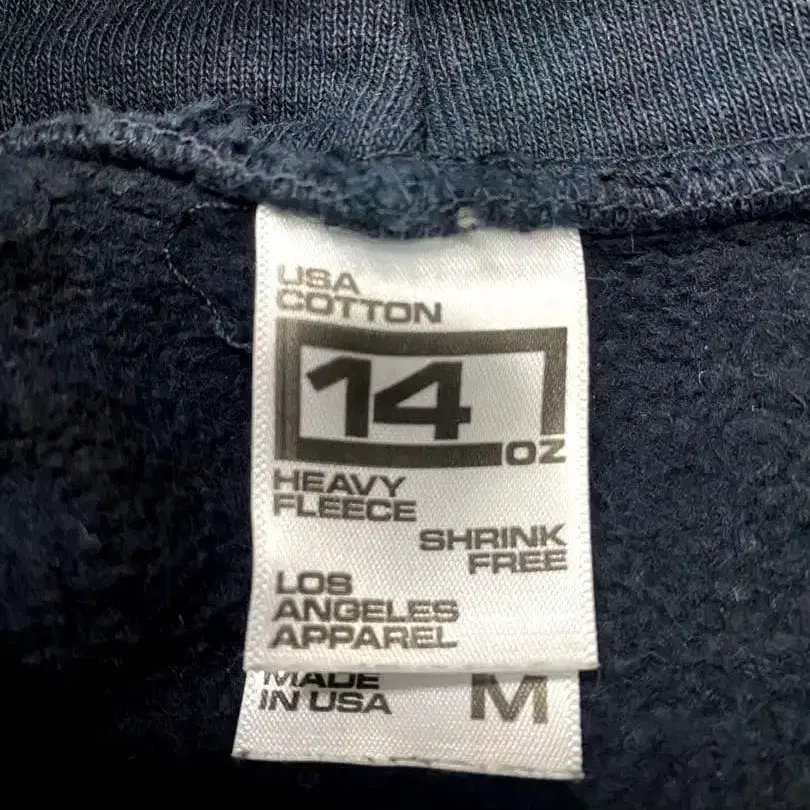 USA
COTTON
14
OZ
HEAVY
FLEECE
SHRINK
FREE
LOS
ANGELES
APPAREL
MADE
IN USA
M